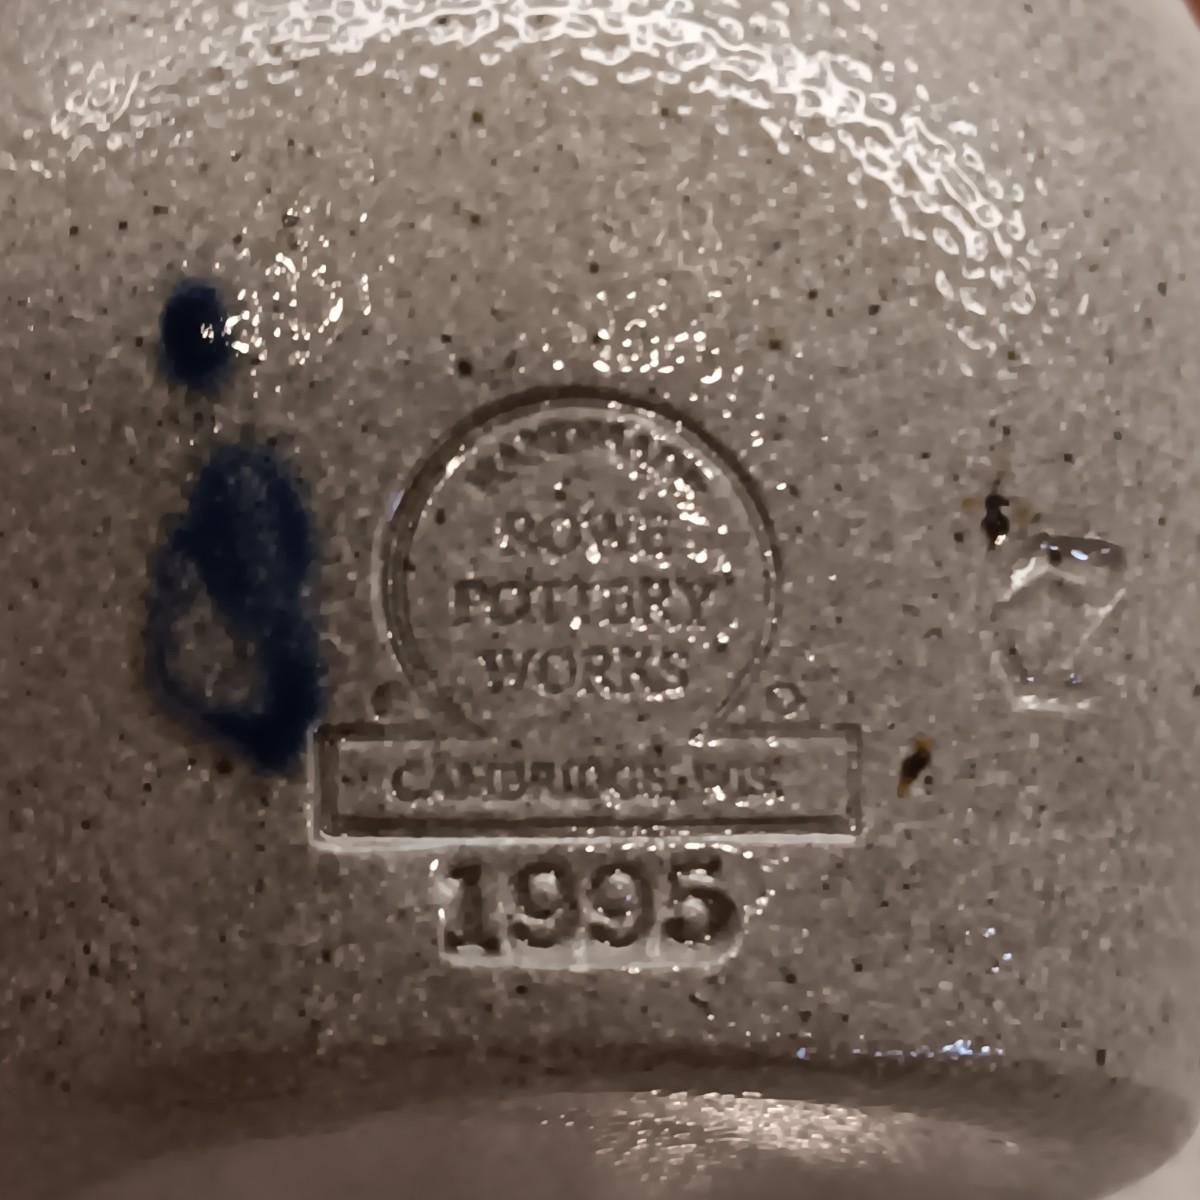 ROWE
POTTERY
WORKS
CAMBRIDGE, WIS.
1995